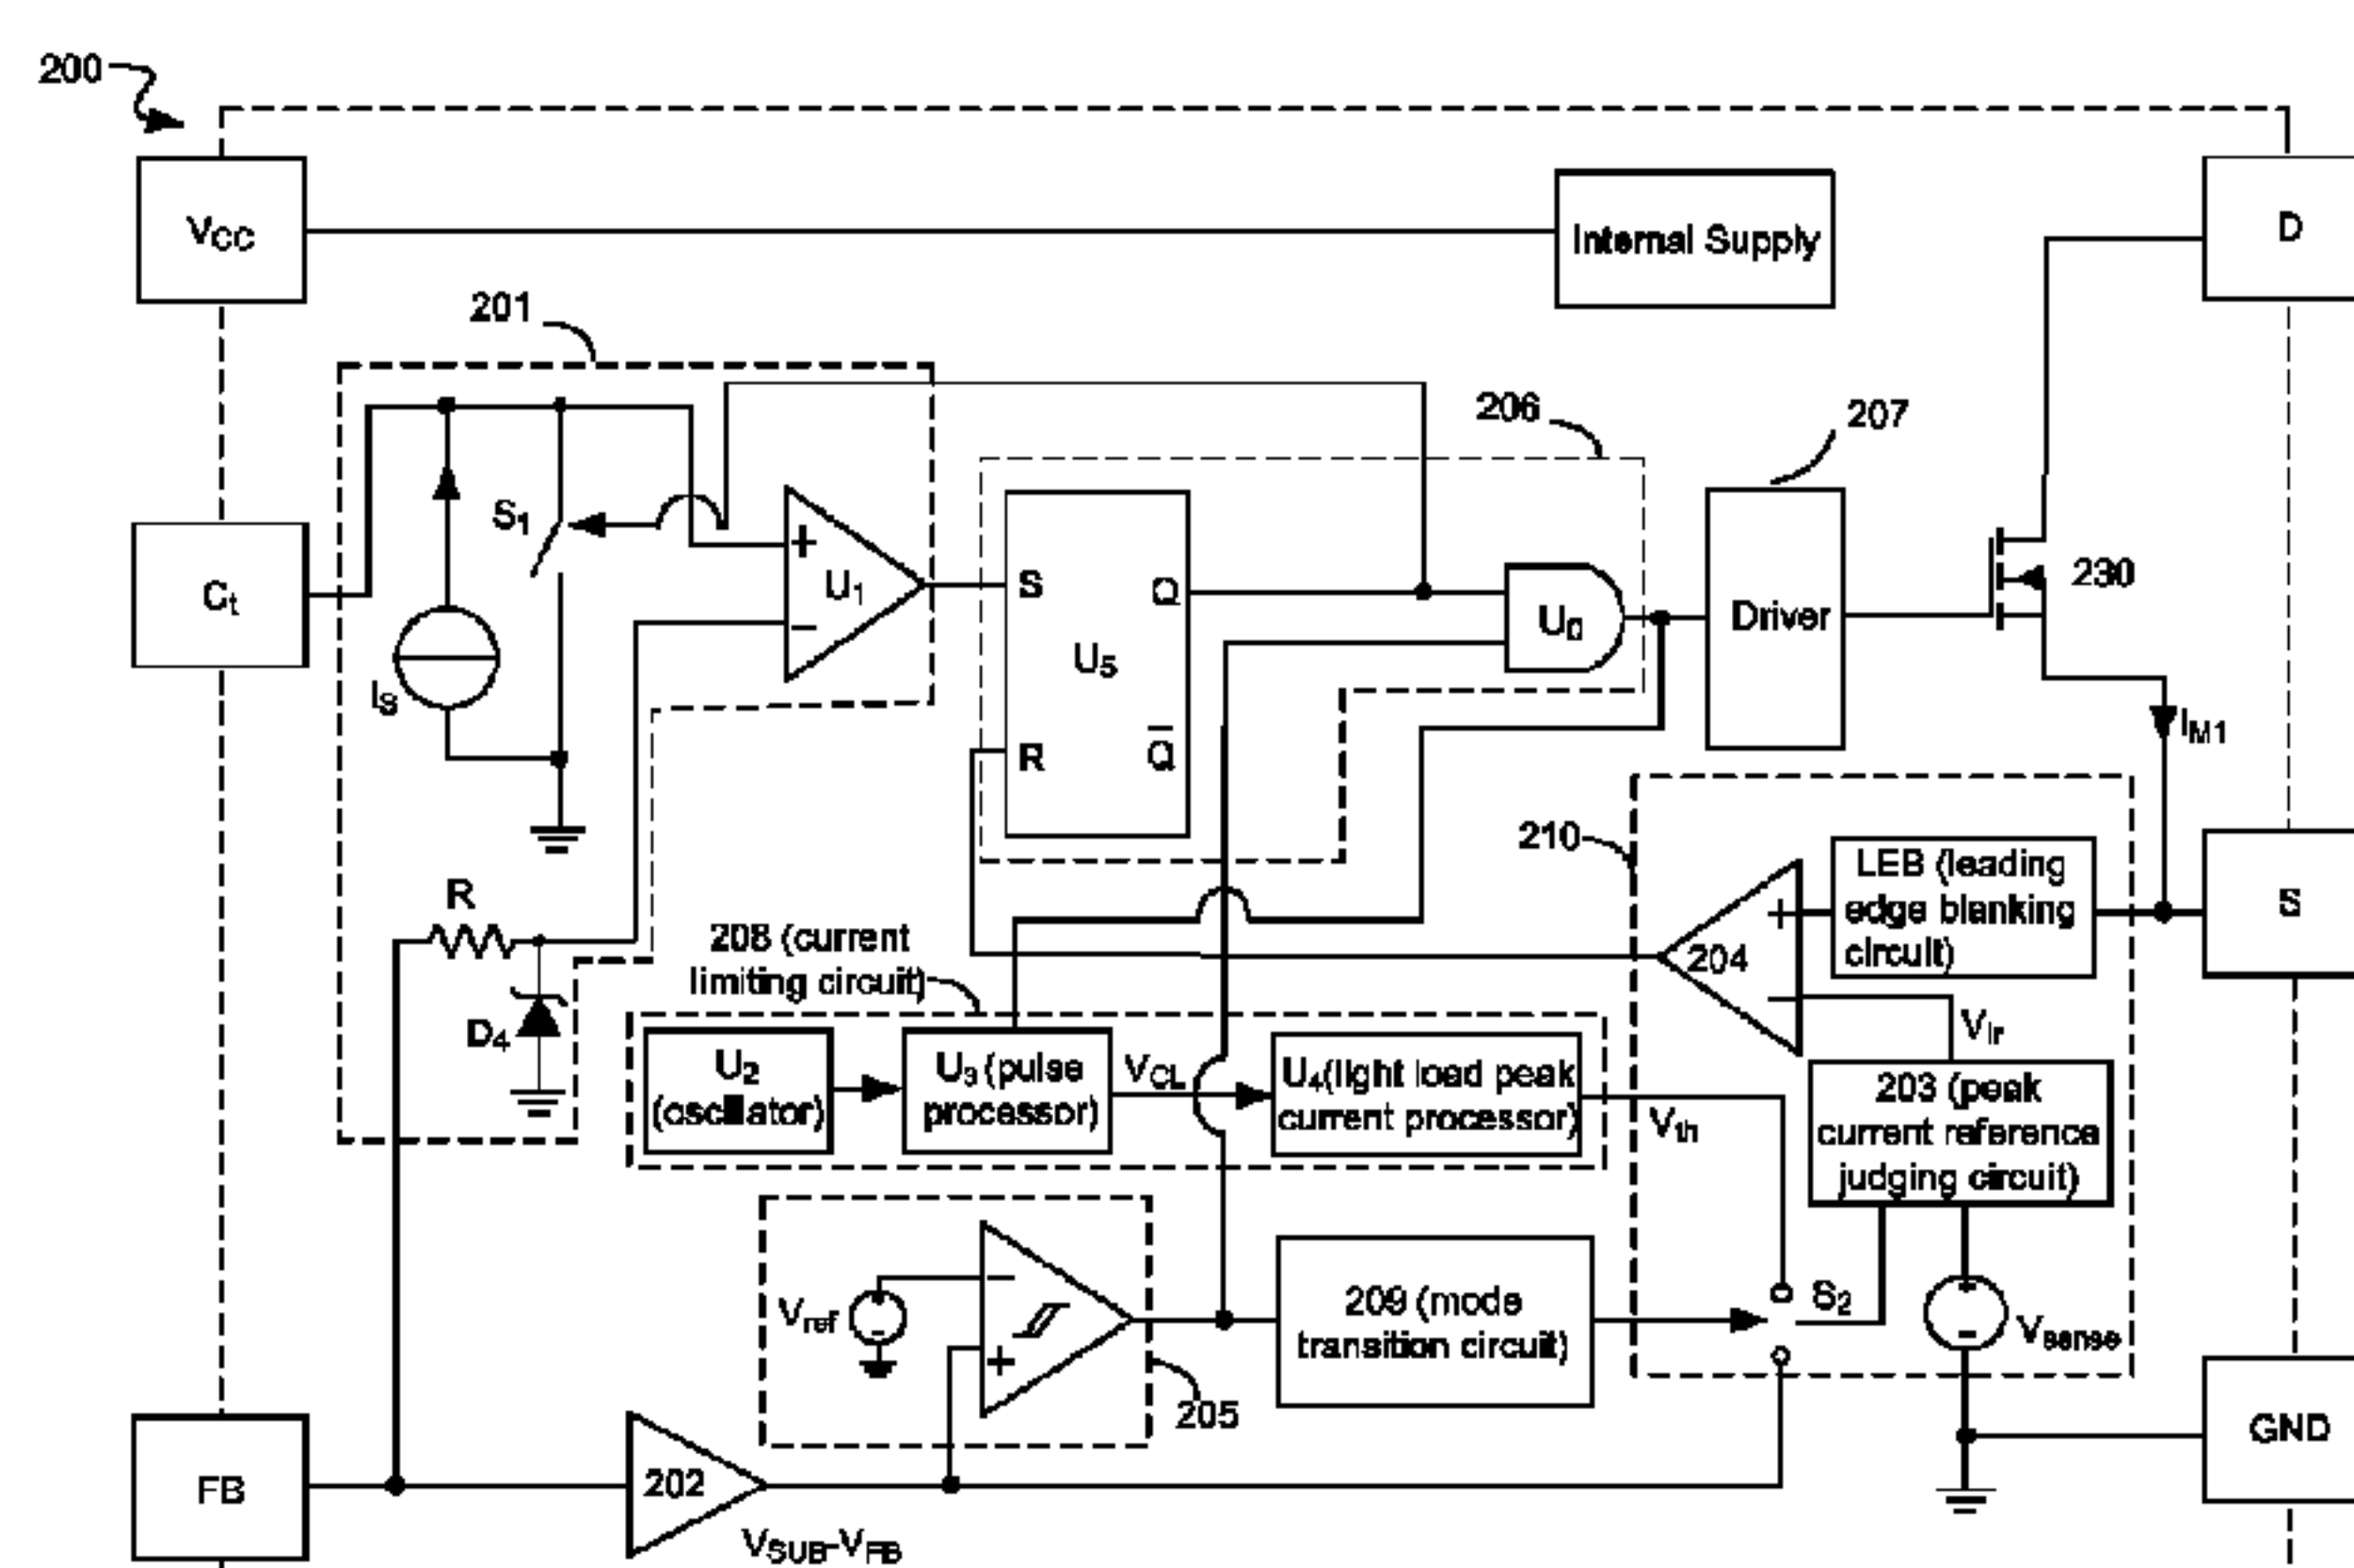 200
VCC
Internal Supply
D
201
206
207
S1
Ct
U1
IS
S
Q
U5
R
Q̅
U0
Driver
230
IM1
210
LEB (leading
edge blanking
circuit)
S
204
Vlr
203 (peak
current reference
judging circuit)
R
D4
208 (current
limiting circuit)
U2
(oscillator)
U3 (pulse
processor)
VCL
U4(light load peak
current processor)
Vth
Vref
205
209 (mode
transition circuit)
S2
Vsense
GND
FB
202
VSUB-VFB